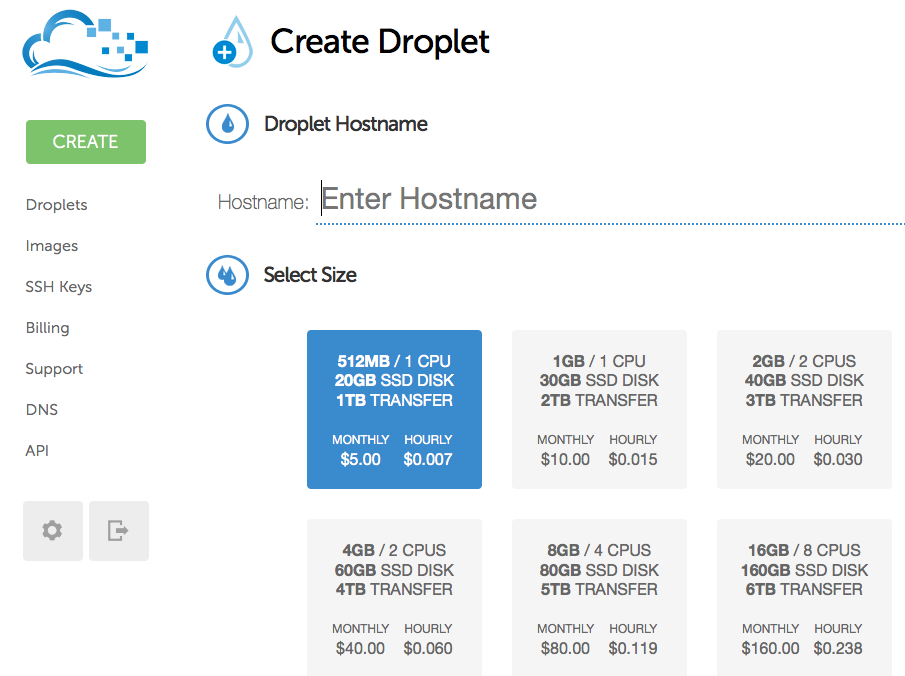 Create Droplet
CREATE
Droplets
Images
SSH Keys
Billing
Support
DNS
API
Droplet Hostname
Hostname: Enter Hostname
Select Size
512MB / 1 CPU
20GB SSD DISK
1TB TRANSFER
MONTHLY HOURLY
$5.00 $0.007
1GB / 1 CPU
30GB SSD DISK
2TB TRANSFER
MONTHLY HOURLY
$10.00 $0.015
2GB / 2 CPUS
40GB SSD DISK
3TB TRANSFER
MONTHLY HOURLY
$20.00 $0.030
4GB / 2 CPUS
60GB SSD DISK
4TB TRANSFER
MONTHLY HOURLY
$40.00 $0.060
8GB / 4 CPUS
80GB SSD DISK
5TB TRANSFER
MONTHLY HOURLY
$80.00 $0.119
16GB / 8 CPUS
160GB SSD DISK
6TB TRANSFER
MONTHLY HOURLY
$160.00 $0.238